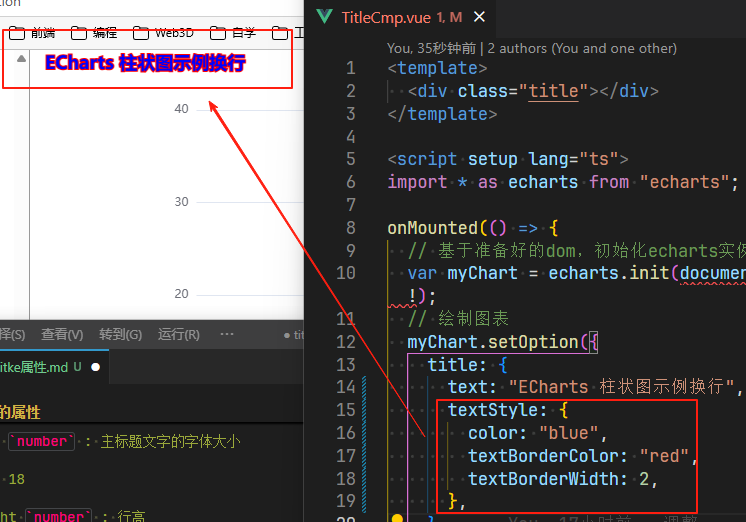 tion
前端 编程 Web3D 自学 工
ECharts 柱状图示例换行
40
30
20
择(S) 查看(V) 转到(G) 运行(R) ··· ● tit
itke属性.md U ●
的属性
`number` : 主标题文字的字体大小
18
ht `number` : 行高
TitleCmp.vue 1, M ×
You, 35秒钟前 | 2 authors (You and one other)
1 <template>
2 <div class="title"></div>
3 </template>
4
5 <script setup lang="ts">
6 import * as echarts from "echarts";
7
8 onMounted(() => {
9 // 基于准备好的dom，初始化echarts实例
10 var myChart = echarts.init(documen
!);
11 // 绘制图表
12 myChart.setOption({
13 title: {
14 text: "ECharts 柱状图示例换行",
15 textStyle: {
16 color: "blue",
17 textBorderColor: "red",
18 textBorderWidth: 2,
19 },